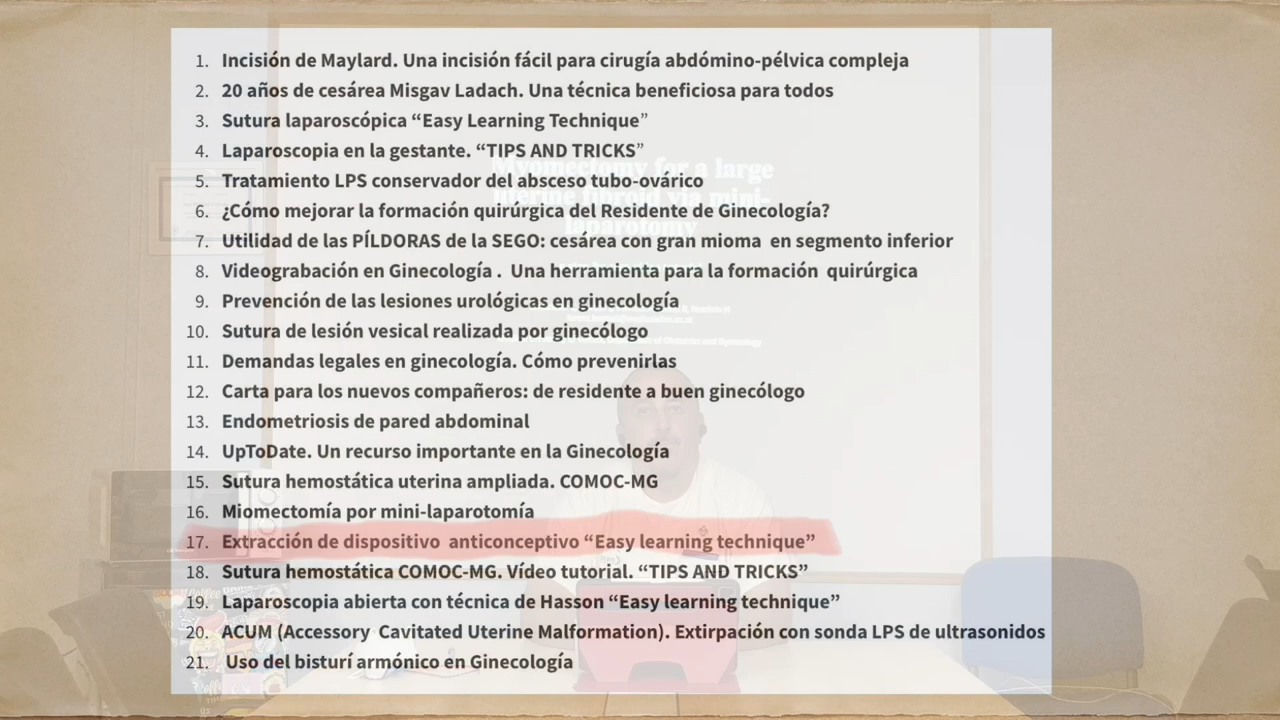 1. Incisión de Maylard. Una incisión fácil para cirugía abdómino-pélvica compleja
2. 20 años de cesárea Misgav Ladach. Una técnica beneficiosa para todos
3. Sutura laparoscópica “Easy Learning Technique”
4. Laparoscopia en la gestante. “TIPS AND TRICKS”
Myomectomy for a large
5. Tratamiento LPS conservador del absceso tubo-ovárico
uterine fibroid via mini-
6. ¿Cómo mejorar la formación quirúrgica del Residente de Ginecología?
laparotomy
7. Utilidad de las PÍLDORAS de la SEGO: cesárea con gran mioma en segmento inferior
8. Videograbación en Ginecología . Una herramienta para la formación quirúrgica
9. Prevención de las lesiones urológicas en ginecología
10. Sutura de lesión vesical realizada por ginecólogo
11. Demandas legales en ginecología. Cómo prevenirlas
12. Carta para los nuevos compañeros: de residente a buen ginecólogo
13. Endometriosis de pared abdominal
14. UpToDate. Un recurso importante en la Ginecología
15. Sutura hemostática uterina ampliada. COMOC-MG
16. Miomectomía por mini-laparotomía
17. Extracción de dispositivo anticonceptivo “Easy learning technique”
18. Sutura hemostática COMOC-MG. Vídeo tutorial. “TIPS AND TRICKS”
19. Laparoscopia abierta con técnica de Hasson “Easy learning technique”
20. ACUM (Accessory Cavitated Uterine Malformation). Extirpación con sonda LPS de ultrasonidos
21. Uso del bisturí armónico en Ginecología